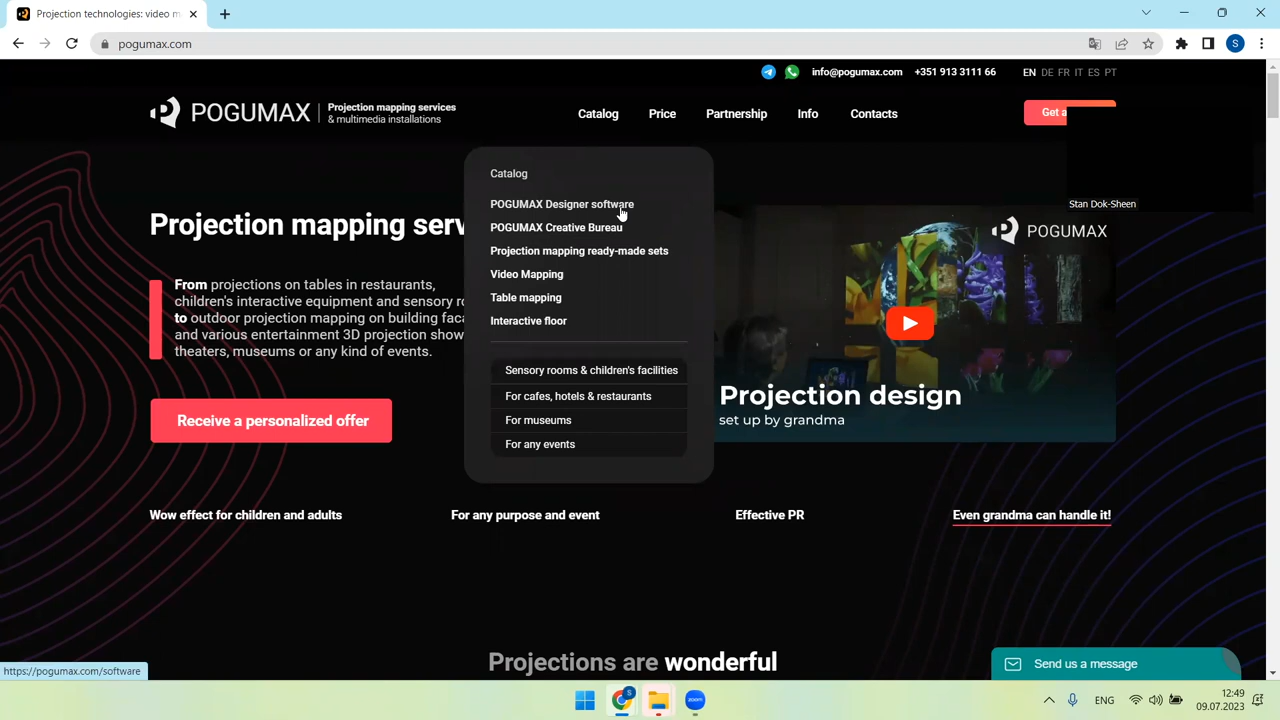 Projection technologies: video m
pogumax.com
info@pogumax.com
+351 913 3111 66
EN DE FR IT ES PT
POGUMAX
Projection mapping services
& multimedia installations
Catalog
Price
Partnership
Info
Contacts
Get a
Stan Dok-Sheen
Catalog
POGUMAX Designer software
POGUMAX Creative Bureau
Projection mapping ready-made sets
Video Mapping
Table mapping
Interactive floor
Sensory rooms & children's facilities
For cafes, hotels & restaurants
For museums
For any events
Projection mapping serv
From projections on tables in restaurants,
children's interactive equipment and sensory ro
to outdoor projection mapping on building faca
and various entertainment 3D projection show
theaters, museums or any kind of events.
Receive a personalized offer
POGUMAX
Projection design
set up by grandma
Wow effect for children and adults
For any purpose and event
Effective PR
Even grandma can handle it!
Projections are wonderful
Send us a message
https://pogumax.com/software
S
S
zoom
ENG
12:49
09.07.2023